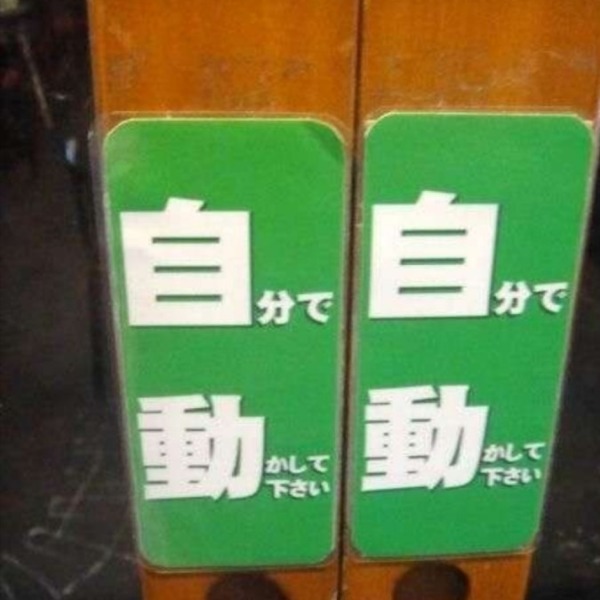 自分で
動かして
下さい
自分で
動かして
下さい